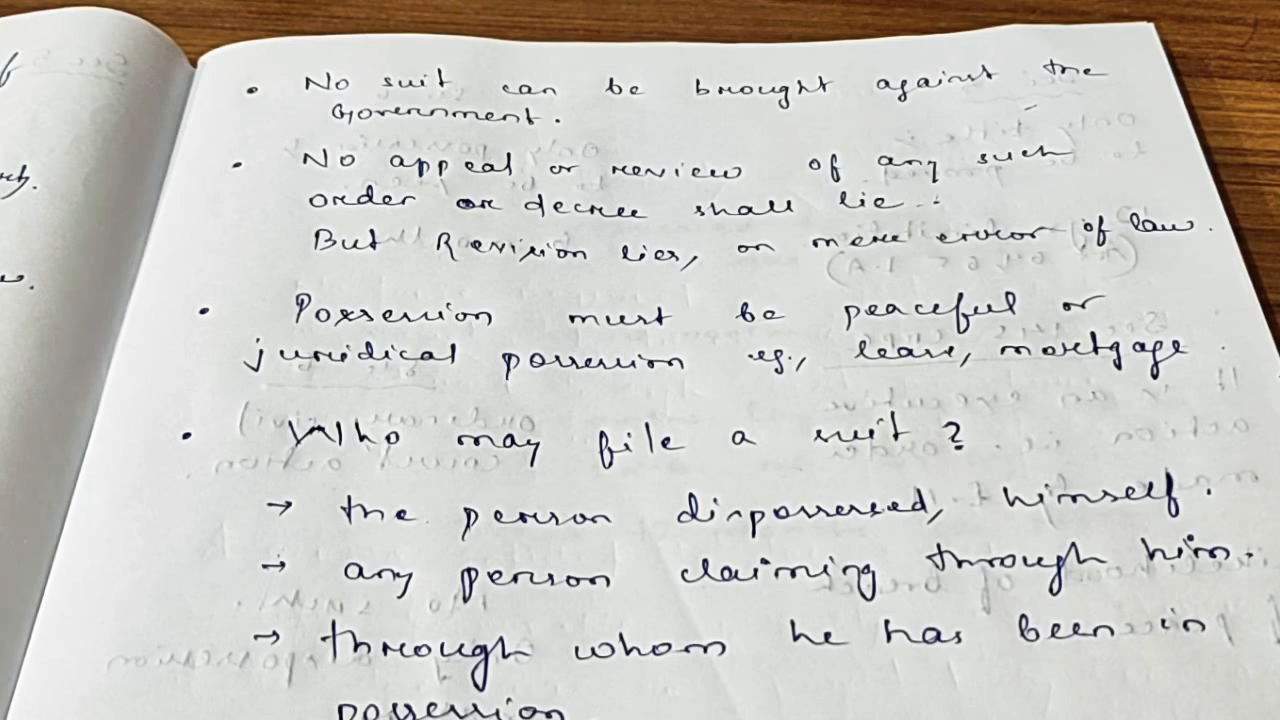 • No suit can be brought against the
Government.
• No appeal or review of any such
order or decree shall lie.
But Revision lies, on mere error of law.
• Possession must be peaceful or
juridical possession eg., lease, mortgage.
• Who may file a suit?
→ the person dispossessed, himself.
→ any person claiming through him.
→ through whom he has been in
possession